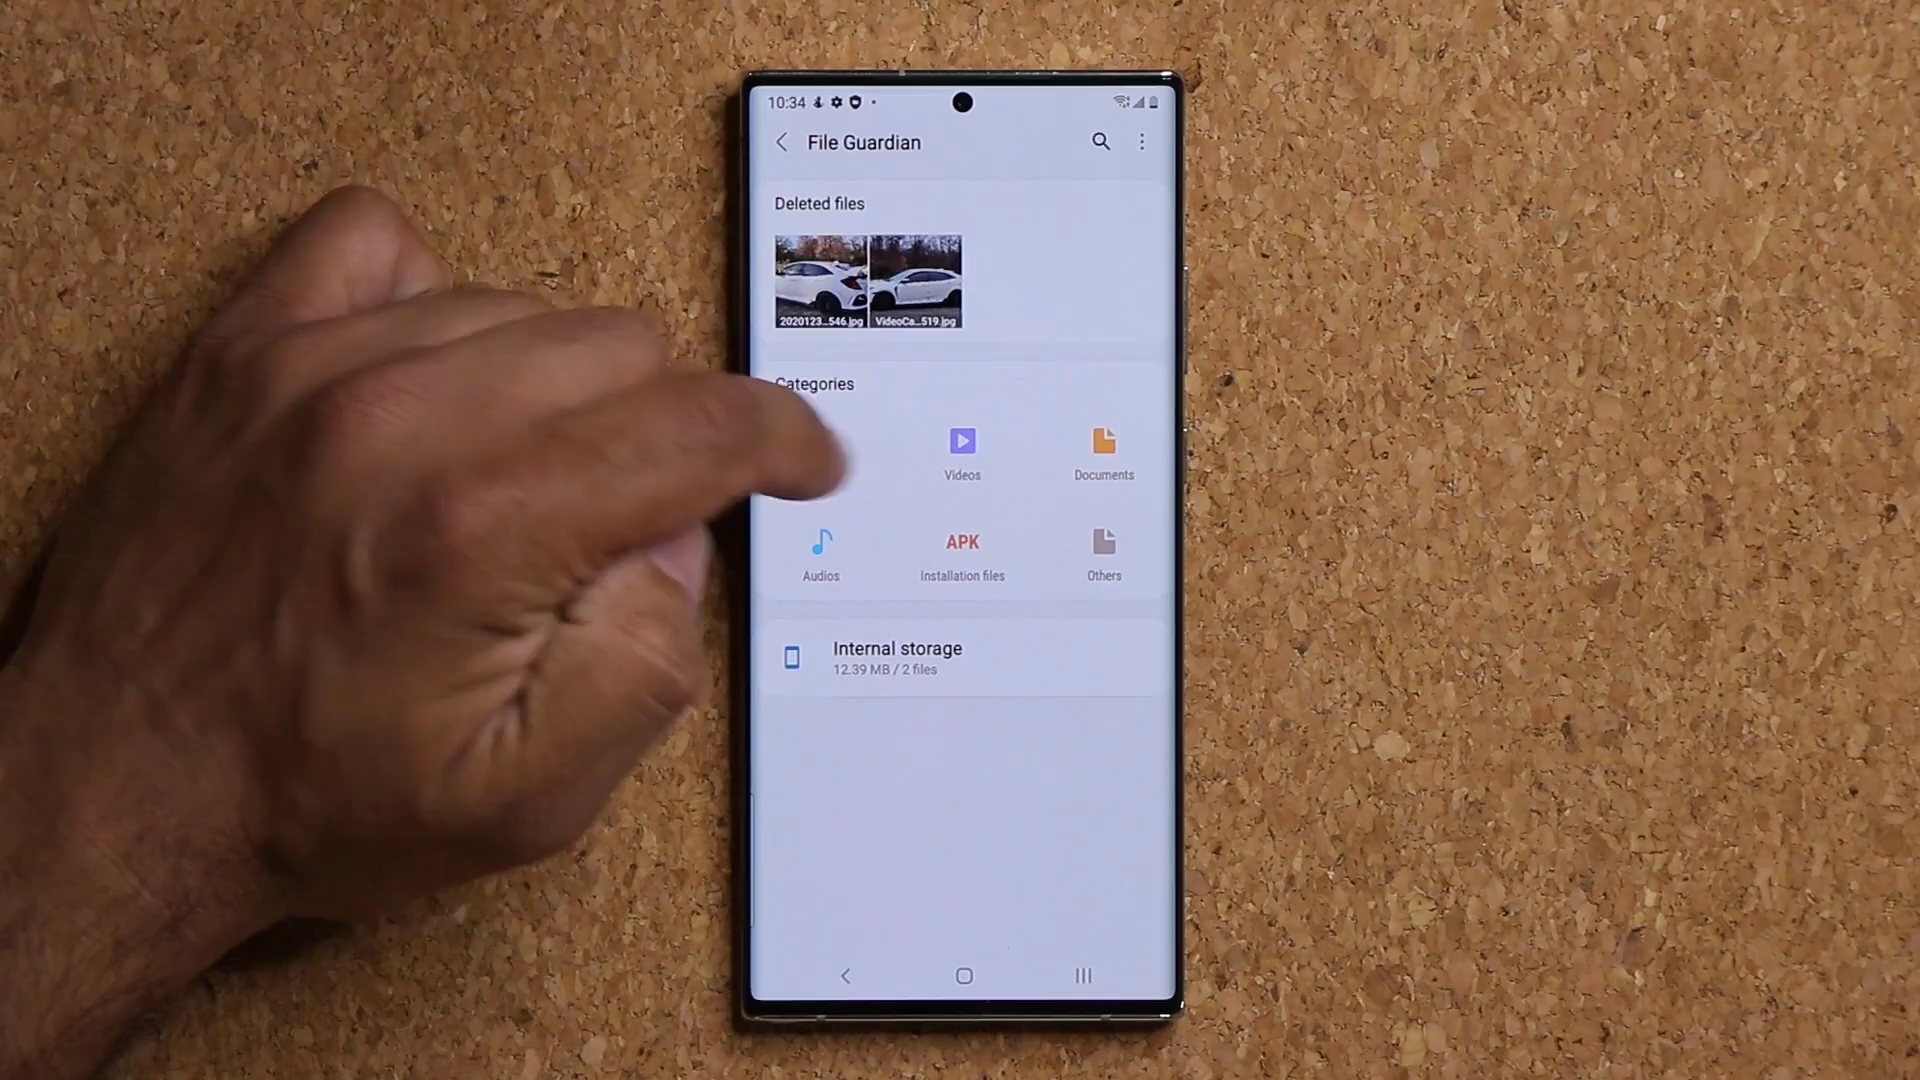 10:34
File Guardian
Deleted files
2020123...546.jpg
VideoCa...519.jpg
Categories
Videos
Documents
Audios
APK
Installation files
Others
Internal storage
12.39 MB / 2 files